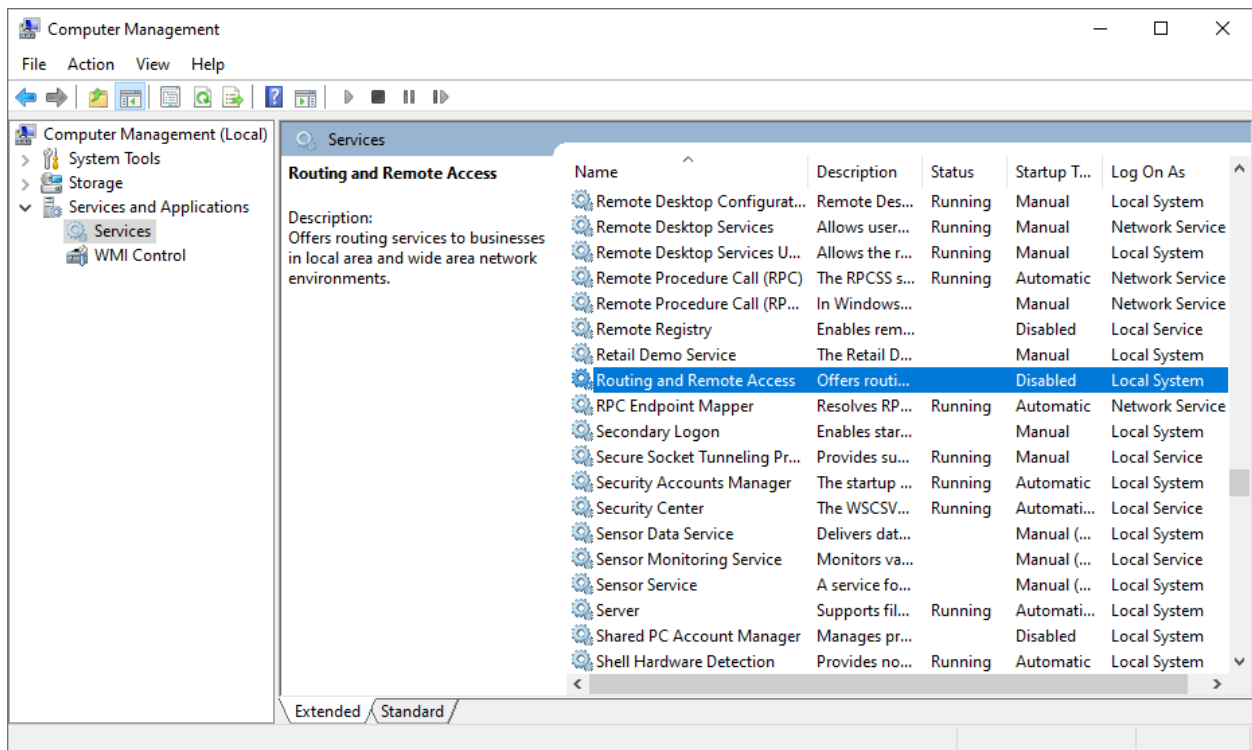 Computer Management
File Action View Help
Computer Management (Local)
System Tools
Storage
Services and Applications
Services
WMI Control
Services
Routing and Remote Access
Description:
Offers routing services to businesses
in local area and wide area network
environments.
Name Description Status Startup T... Log On As
Remote Desktop Configurat... Remote Des... Running Manual Local System
Remote Desktop Services Allows user... Running Manual Network Service
Remote Desktop Services U... Allows the r... Running Manual Local System
Remote Procedure Call (RPC) The RPCSS s... Running Automatic Network Service
Remote Procedure Call (RP... In Windows... Manual Network Service
Remote Registry Enables rem... Disabled Local Service
Retail Demo Service The Retail D... Manual Local System
Routing and Remote Access Offers routi... Disabled Local System
RPC Endpoint Mapper Resolves RP... Running Automatic Network Service
Secondary Logon Enables star... Manual Local System
Secure Socket Tunneling Pr... Provides su... Running Manual Local Service
Security Accounts Manager The startup ... Running Automatic Local System
Security Center The WSCSV... Running Automati... Local Service
Sensor Data Service Delivers dat... Manual (... Local System
Sensor Monitoring Service Monitors va... Manual (... Local Service
Sensor Service A service fo... Manual (... Local System
Server Supports fil... Running Automati... Local System
Shared PC Account Manager Manages pr... Disabled Local System
Shell Hardware Detection Provides no... Running Automatic Local System
Extended Standard